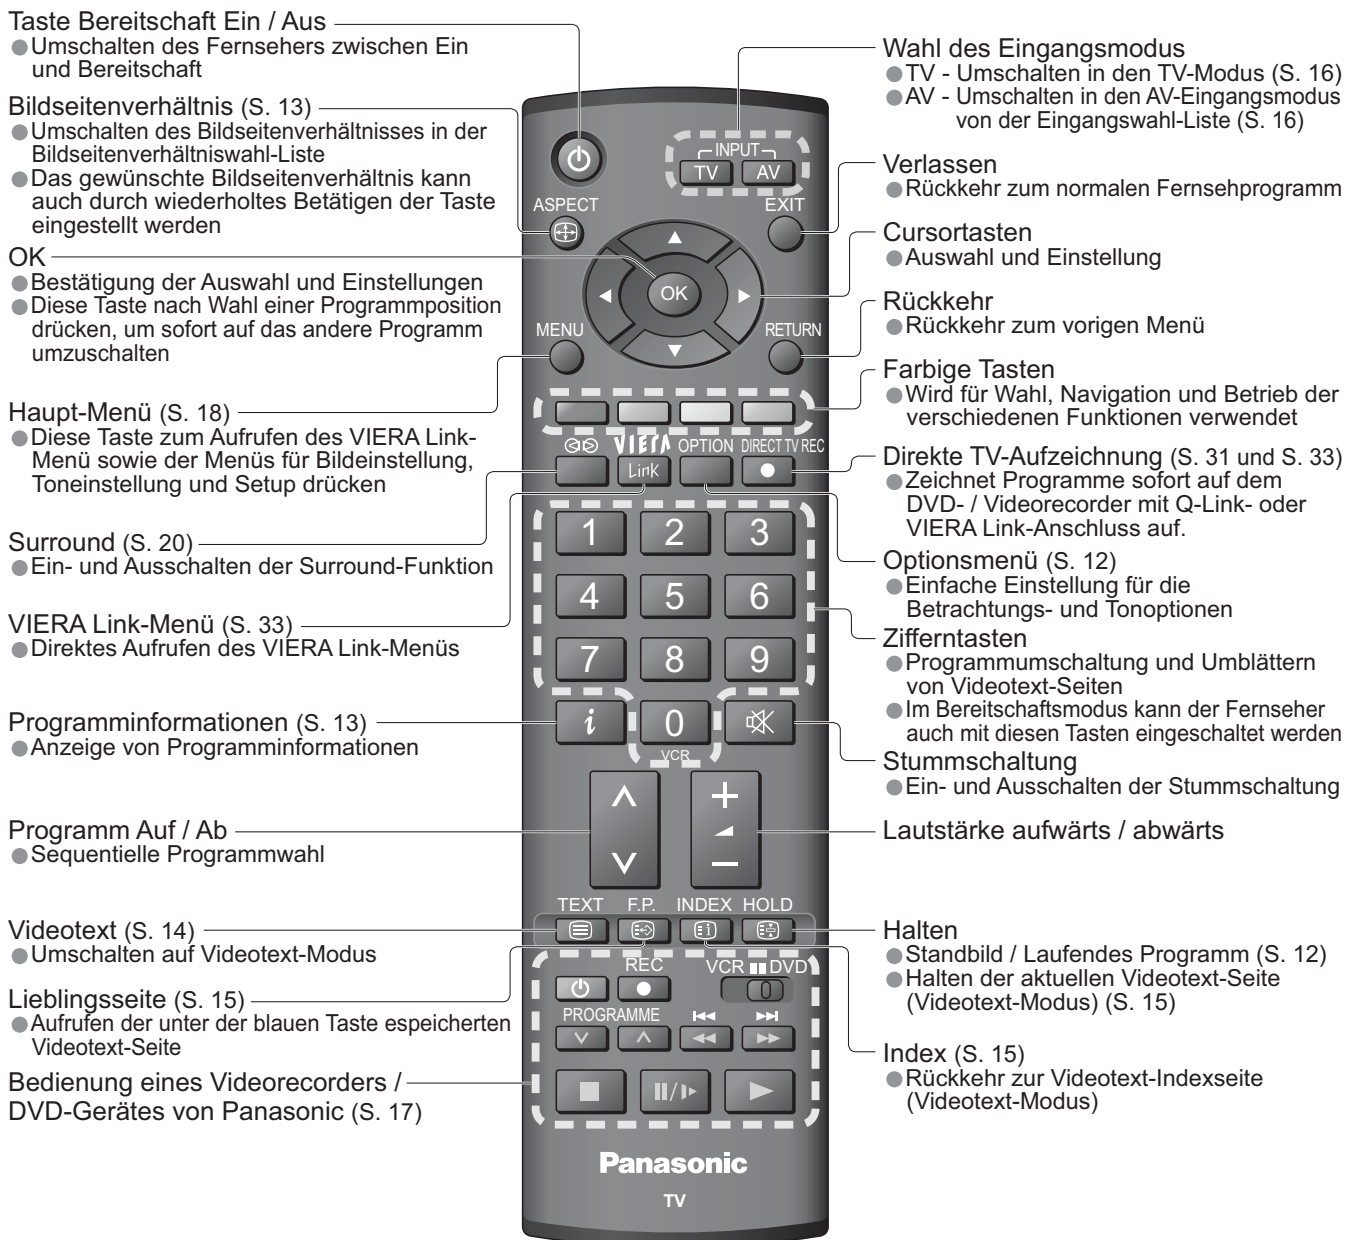 Taste Bereitschaft Ein / Aus
●Umschalten des Fernsehers zwischen Ein
und Bereitschaft
Bildseitenverhältnis (S. 13)
●Umschalten des Bildseitenverhältnisses in der
Bildseitenverhältniswahl-Liste
●Das gewünschte Bildseitenverhältnis kann
auch durch wiederholtes Betätigen der Taste
eingestellt werden
OK
●Bestätigung der Auswahl und Einstellungen
●Diese Taste nach Wahl einer Programmposition
drücken, um sofort auf das andere Programm
umzuschalten
Haupt-Menü (S. 18)
●Diese Taste zum Aufrufen des VIERA Link-
Menü sowie der Menüs für Bildeinstellung,
Toneinstellung und Setup drücken
Surround (S. 20)
●Ein- und Ausschalten der Surround-Funktion
VIERA Link-Menü (S. 33)
●Direktes Aufrufen des VIERA Link-Menüs
Programminformationen (S. 13)
●Anzeige von Programminformationen
Programm Auf / Ab
●Sequentielle Programmwahl
Videotext (S. 14)
●Umschalten auf Videotext-Modus
Lieblingsseite (S. 15)
●Aufrufen der unter der blauen Taste espeicherten
Videotext-Seite
Bedienung eines Videorecorders /
DVD-Gerätes von Panasonic (S. 17)
INPUT
TV AV
ASPECT EXIT
OK
MENU RETURN
VIERA OPTION DIRECT TV REC
Link
1 2 3
4 5 6
7 8 9
i 0
VCR
+
−
TEXT F.P. INDEX HOLD
REC VCR DVD
PROGRAMME
Panasonic
TV
Wahl des Eingangsmodus
●TV - Umschalten in den TV-Modus (S. 16)
●AV - Umschalten in den AV-Eingangsmodus
von der Eingangswahl-Liste (S. 16)
Verlassen
●Rückkehr zum normalen Fernsehprogramm
Cursortasten
●Auswahl und Einstellung
Rückkehr
●Rückkehr zum vorigen Menü
Farbige Tasten
●Wird für Wahl, Navigation und Betrieb der
verschiedenen Funktionen verwendet
Direkte TV-Aufzeichnung (S. 31 und S. 33)
●Zeichnet Programme sofort auf dem
DVD- / Videorecorder mit Q-Link- oder
VIERA Link-Anschluss auf.
Optionsmenü (S. 12)
●Einfache Einstellung für die
Betrachtungs- und Tonoptionen
Zifferntasten
●Programmumschaltung und Umblättern
von Videotext-Seiten
●Im Bereitschaftsmodus kann der Fernseher
auch mit diesen Tasten eingeschaltet werden
Stummschaltung
●Ein- und Ausschalten der Stummschaltung
Lautstärke aufwärts / abwärts
Halten
●Standbild / Laufendes Programm (S. 12)
●Halten der aktuellen Videotext-Seite
(Videotext-Modus) (S. 15)
Index (S. 15)
●Rückkehr zur Videotext-Indexseite
(Videotext-Modus)